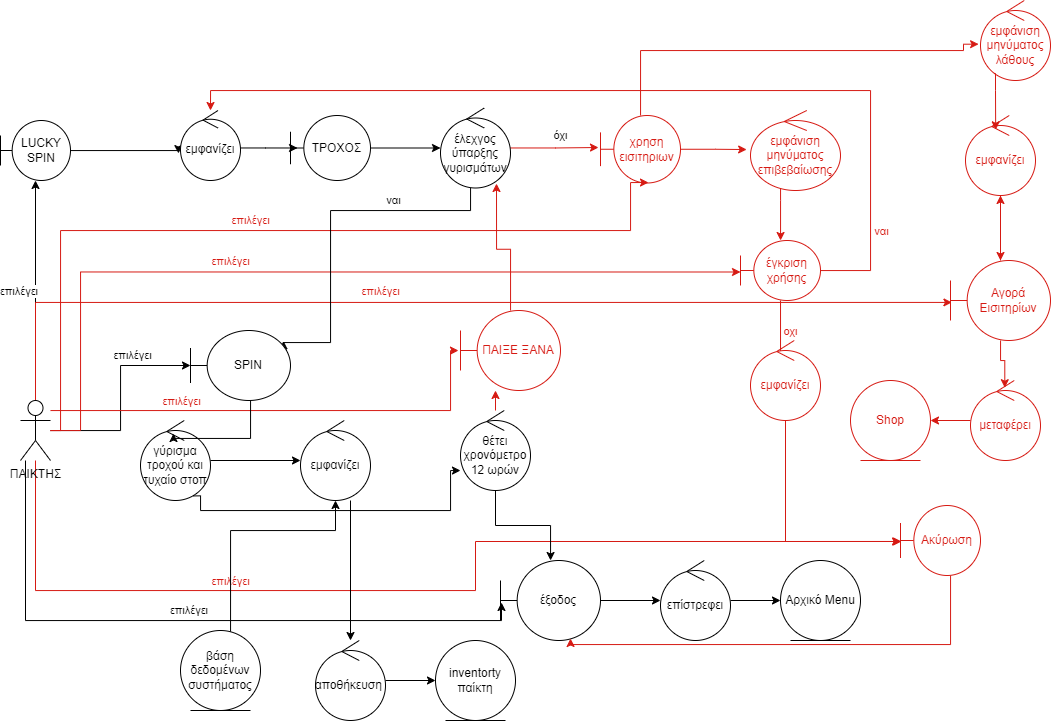 εμφάνιση
μηνύματος
λάθους
LUCKY
SPIN
εμφανίζει
ΤΡΟΧΟΣ
έλεγχος
ύπαρξης
γυρισμάτων
όχι
χρηση
εισιτηριων
εμφάνιση
μηνύματος
επιβεβαίωσης
εμφανίζει
ναι
επιλέγει
ναι
επιλέγει
έγκριση
χρήσης
επιλέγει
επιλέγει
Αγορά
Εισιτηρίων
οχι
επιλέγει
SPIN
ΠΑΙΞΕ ΞΑΝΑ
εμφανίζει
επιλέγει
Shop
μεταφέρει
ΠΑΙΚΤΗΣ
γύρισμα
τροχού και
τυχαίο στοπ
εμφανίζει
θέτει
χρονόμετρο
12 ωρών
Ακύρωση
επιλέγει
επιλέγει
έξοδος
επίστρεφει
Αρχικό Menu
βάση
δεδομένων
συστήματος
αποθήκευση
inventorty
παίκτη